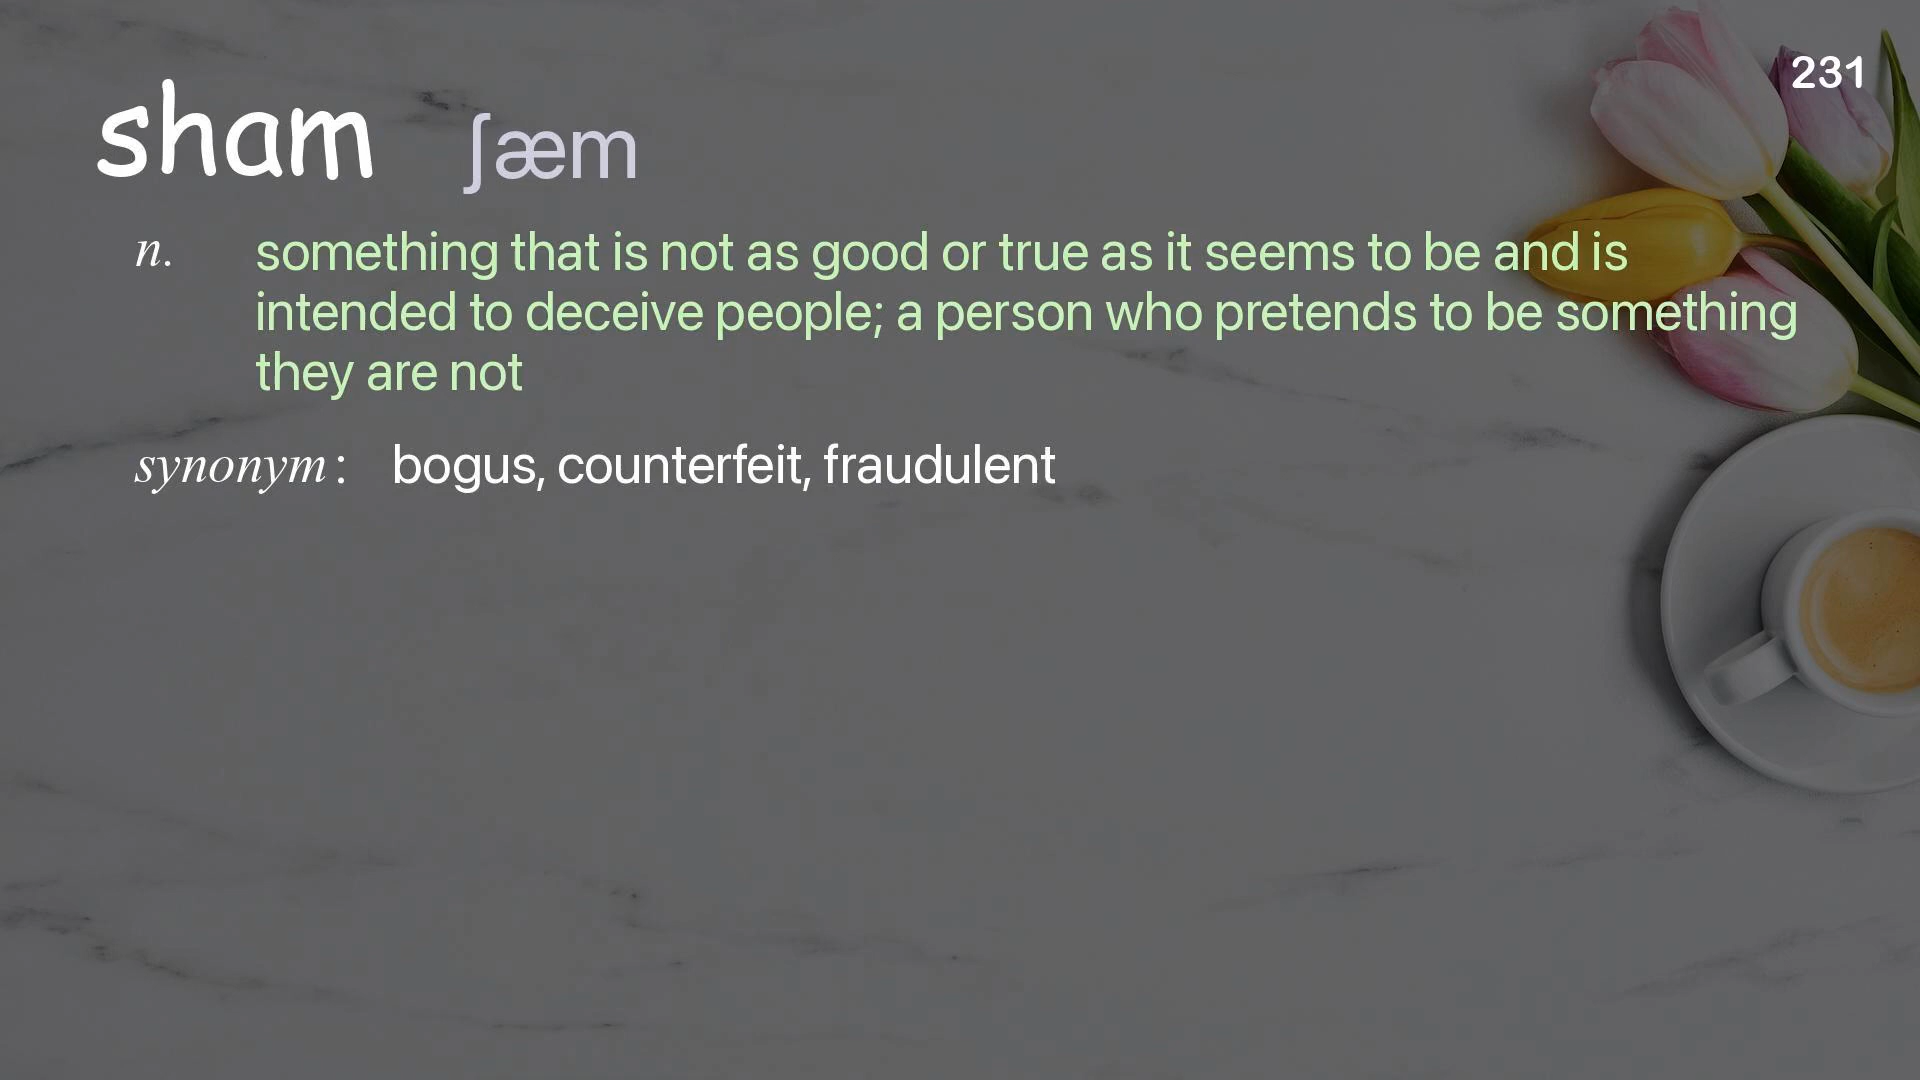 231
sham ʃæm
n. something that is not as good or true as it seems to be and is
intended to deceive people; a person who pretends to be something
they are not
synonym : bogus, counterfeit, fraudulent